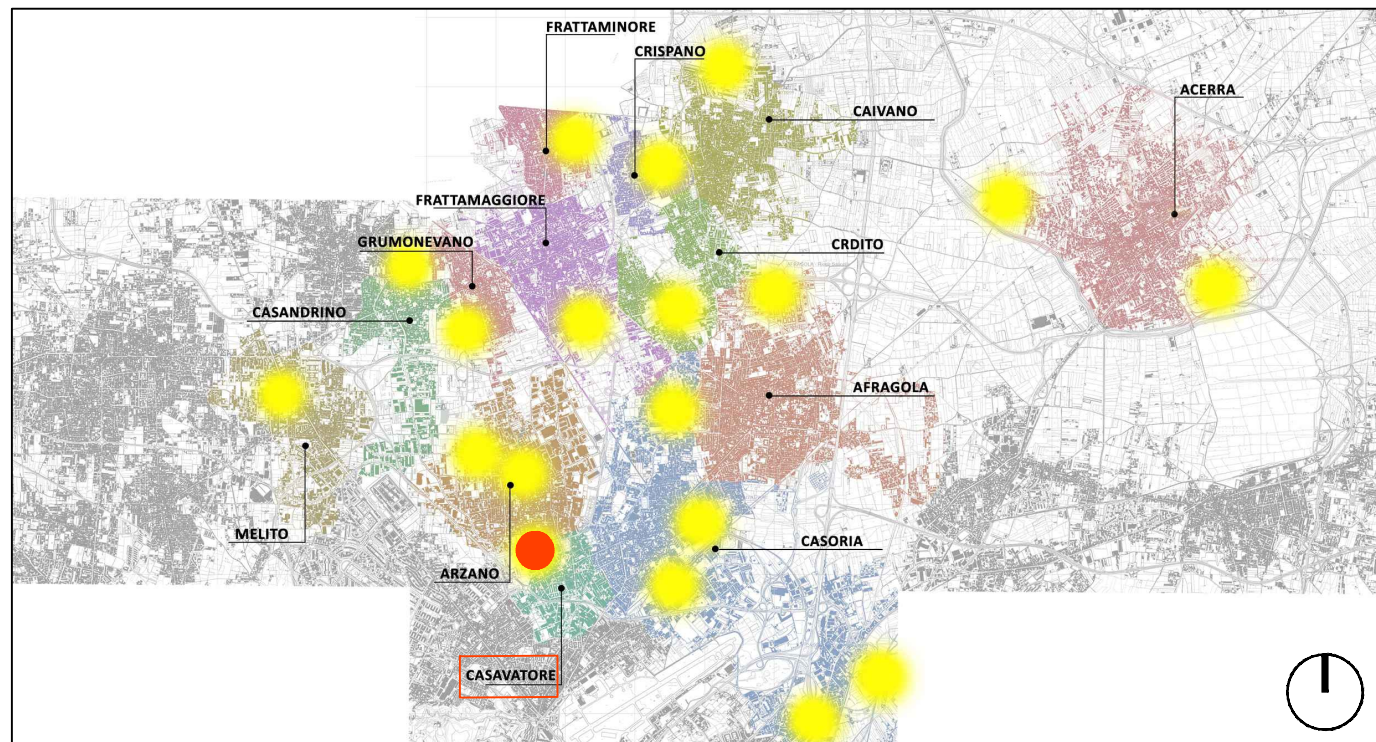 FRATTAMINORE
CRISPANO
ACERRA
CAIVANO
FRATTAMAGGIORE
GRUMONEVANO
CRDITO
CASANDRINO
AFRAGOLA
MELITO
CASORIA
ARZANO
CASAVATORE